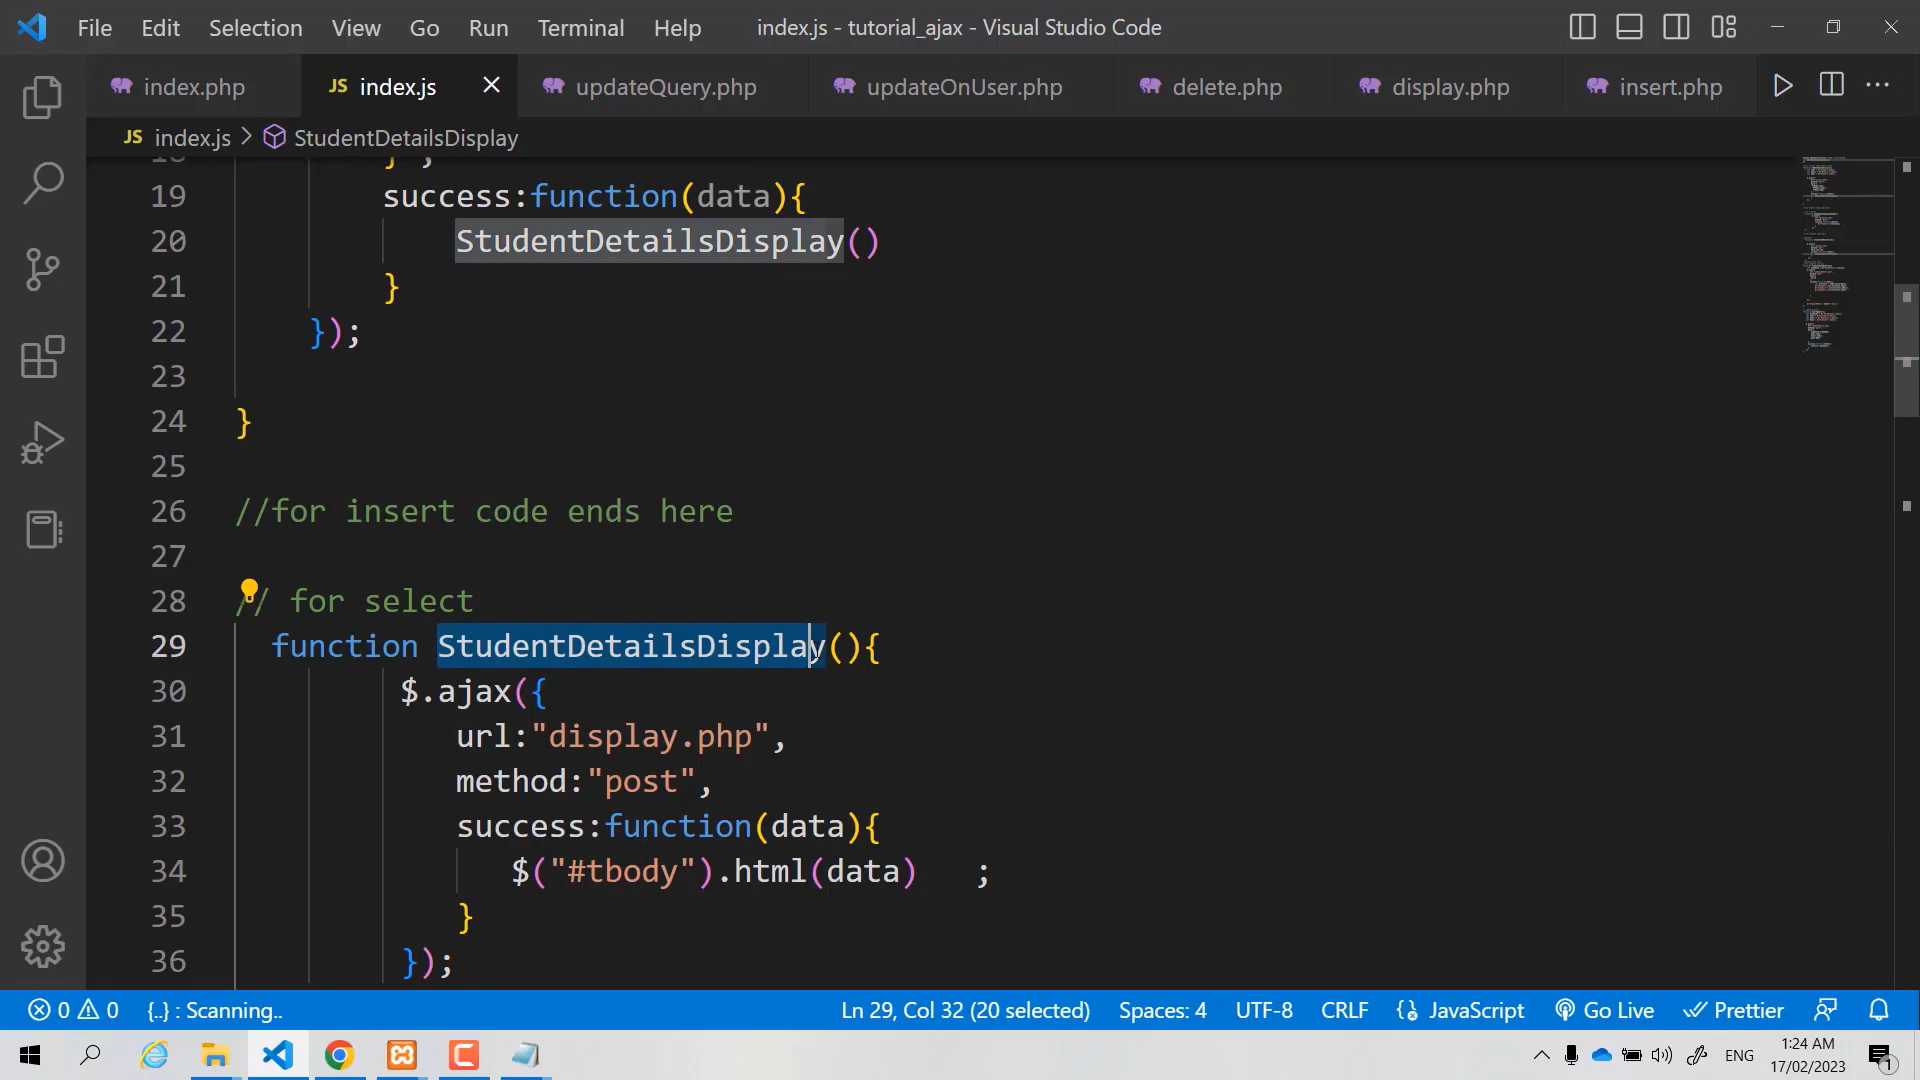 File Edit Selection View Go Run Terminal Help index.js - tutorial_ajax - Visual Studio Code
index.php JS index.js updateQuery.php updateOnUser.php delete.php display.php insert.php
JS index.js > StudentDetailsDisplay
19 success:function(data){
20 StudentDetailsDisplay()
21 }
22 });
23
24 }
25
26 //for insert code ends here
27
28 // for select
29 function StudentDetailsDisplay(){
30 $.ajax({
31 url:"display.php",
32 method:"post",
33 success:function(data){
34 $("#tbody").html(data) ;
35 }
36 });
0 0 {..} : Scanning.. Ln 29, Col 32 (20 selected) Spaces: 4 UTF-8 CRLF JavaScript Go Live Prettier
ENG 1:24 AM
17/02/2023 1